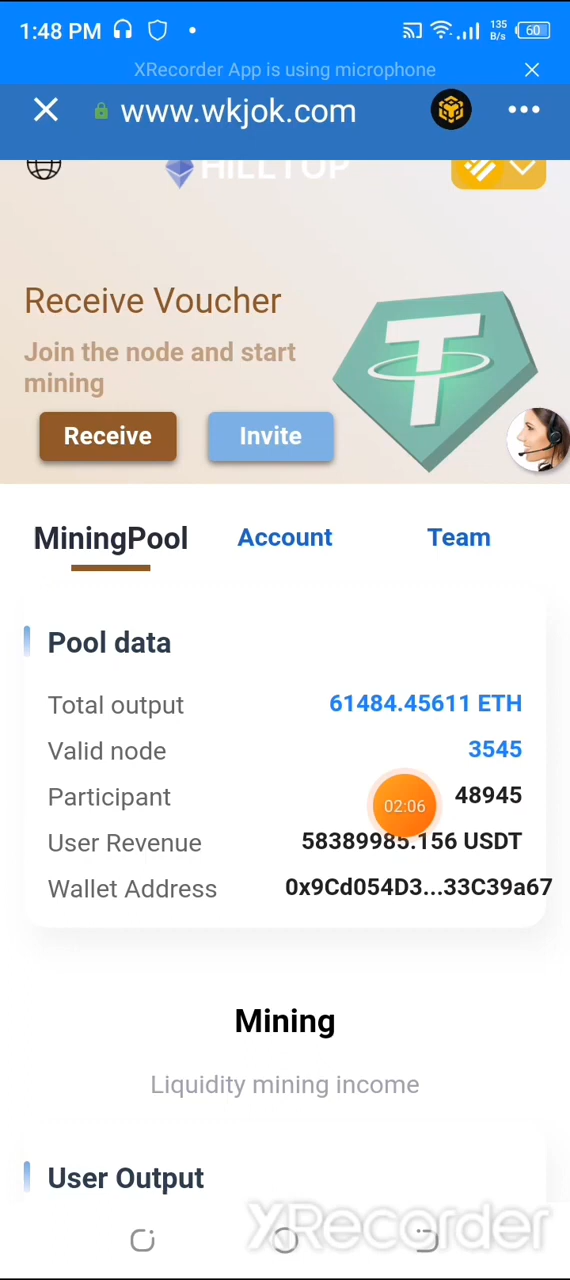 1:48 PM
135
B/s
60
XRecorder App is using microphone
www.wkjok.com
HILLTOP
Receive Voucher
Join the node and start
mining
Receive
Invite
MiningPool
Account
Team
Pool data
Total output
61484.45611 ETH
Valid node
3545
Participant
02:06
48945
User Revenue
58389985.156 USDT
Wallet Address
0x9Cd054D3...33C39a67
Mining
Liquidity mining income
User Output
XRecorder